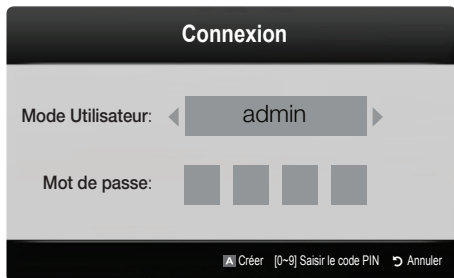 Connexion
Mode Utilisateur: admin
Mot de passe:
A Créer [0~9] Saisir le code PIN Annuler